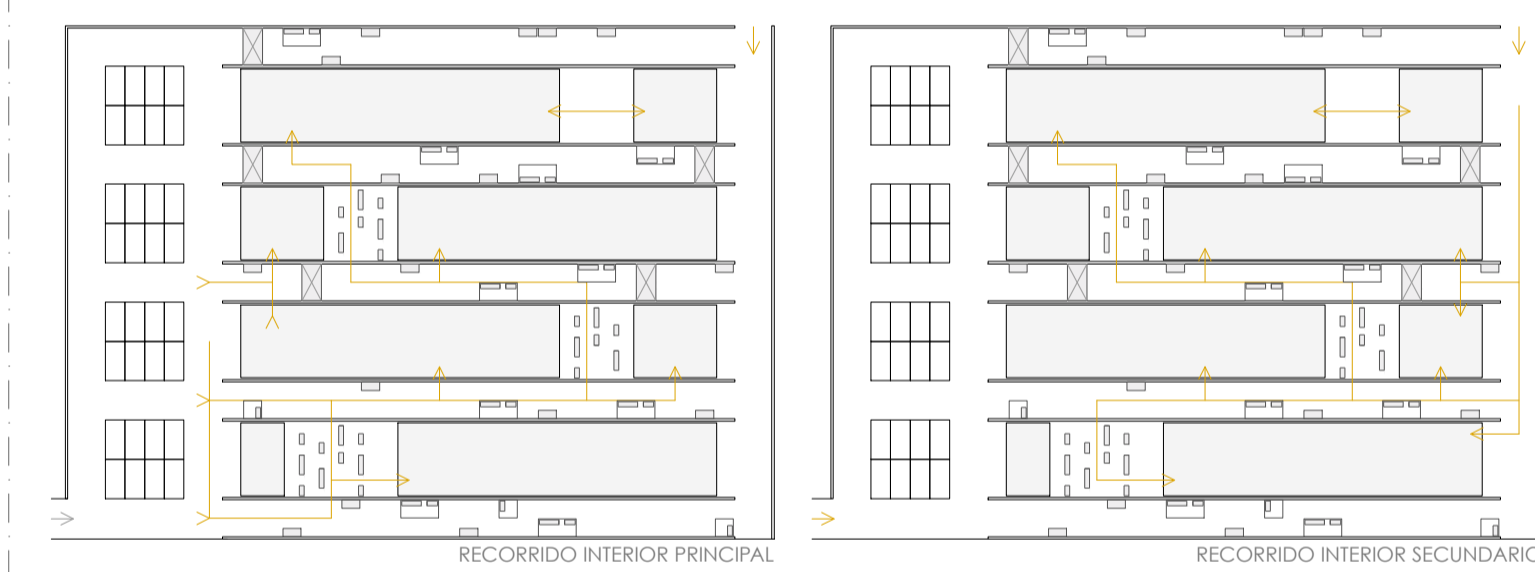 RECORRIDO INTERIOR PRINCIPAL
RECORRIDO INTERIOR SECUNDARIO